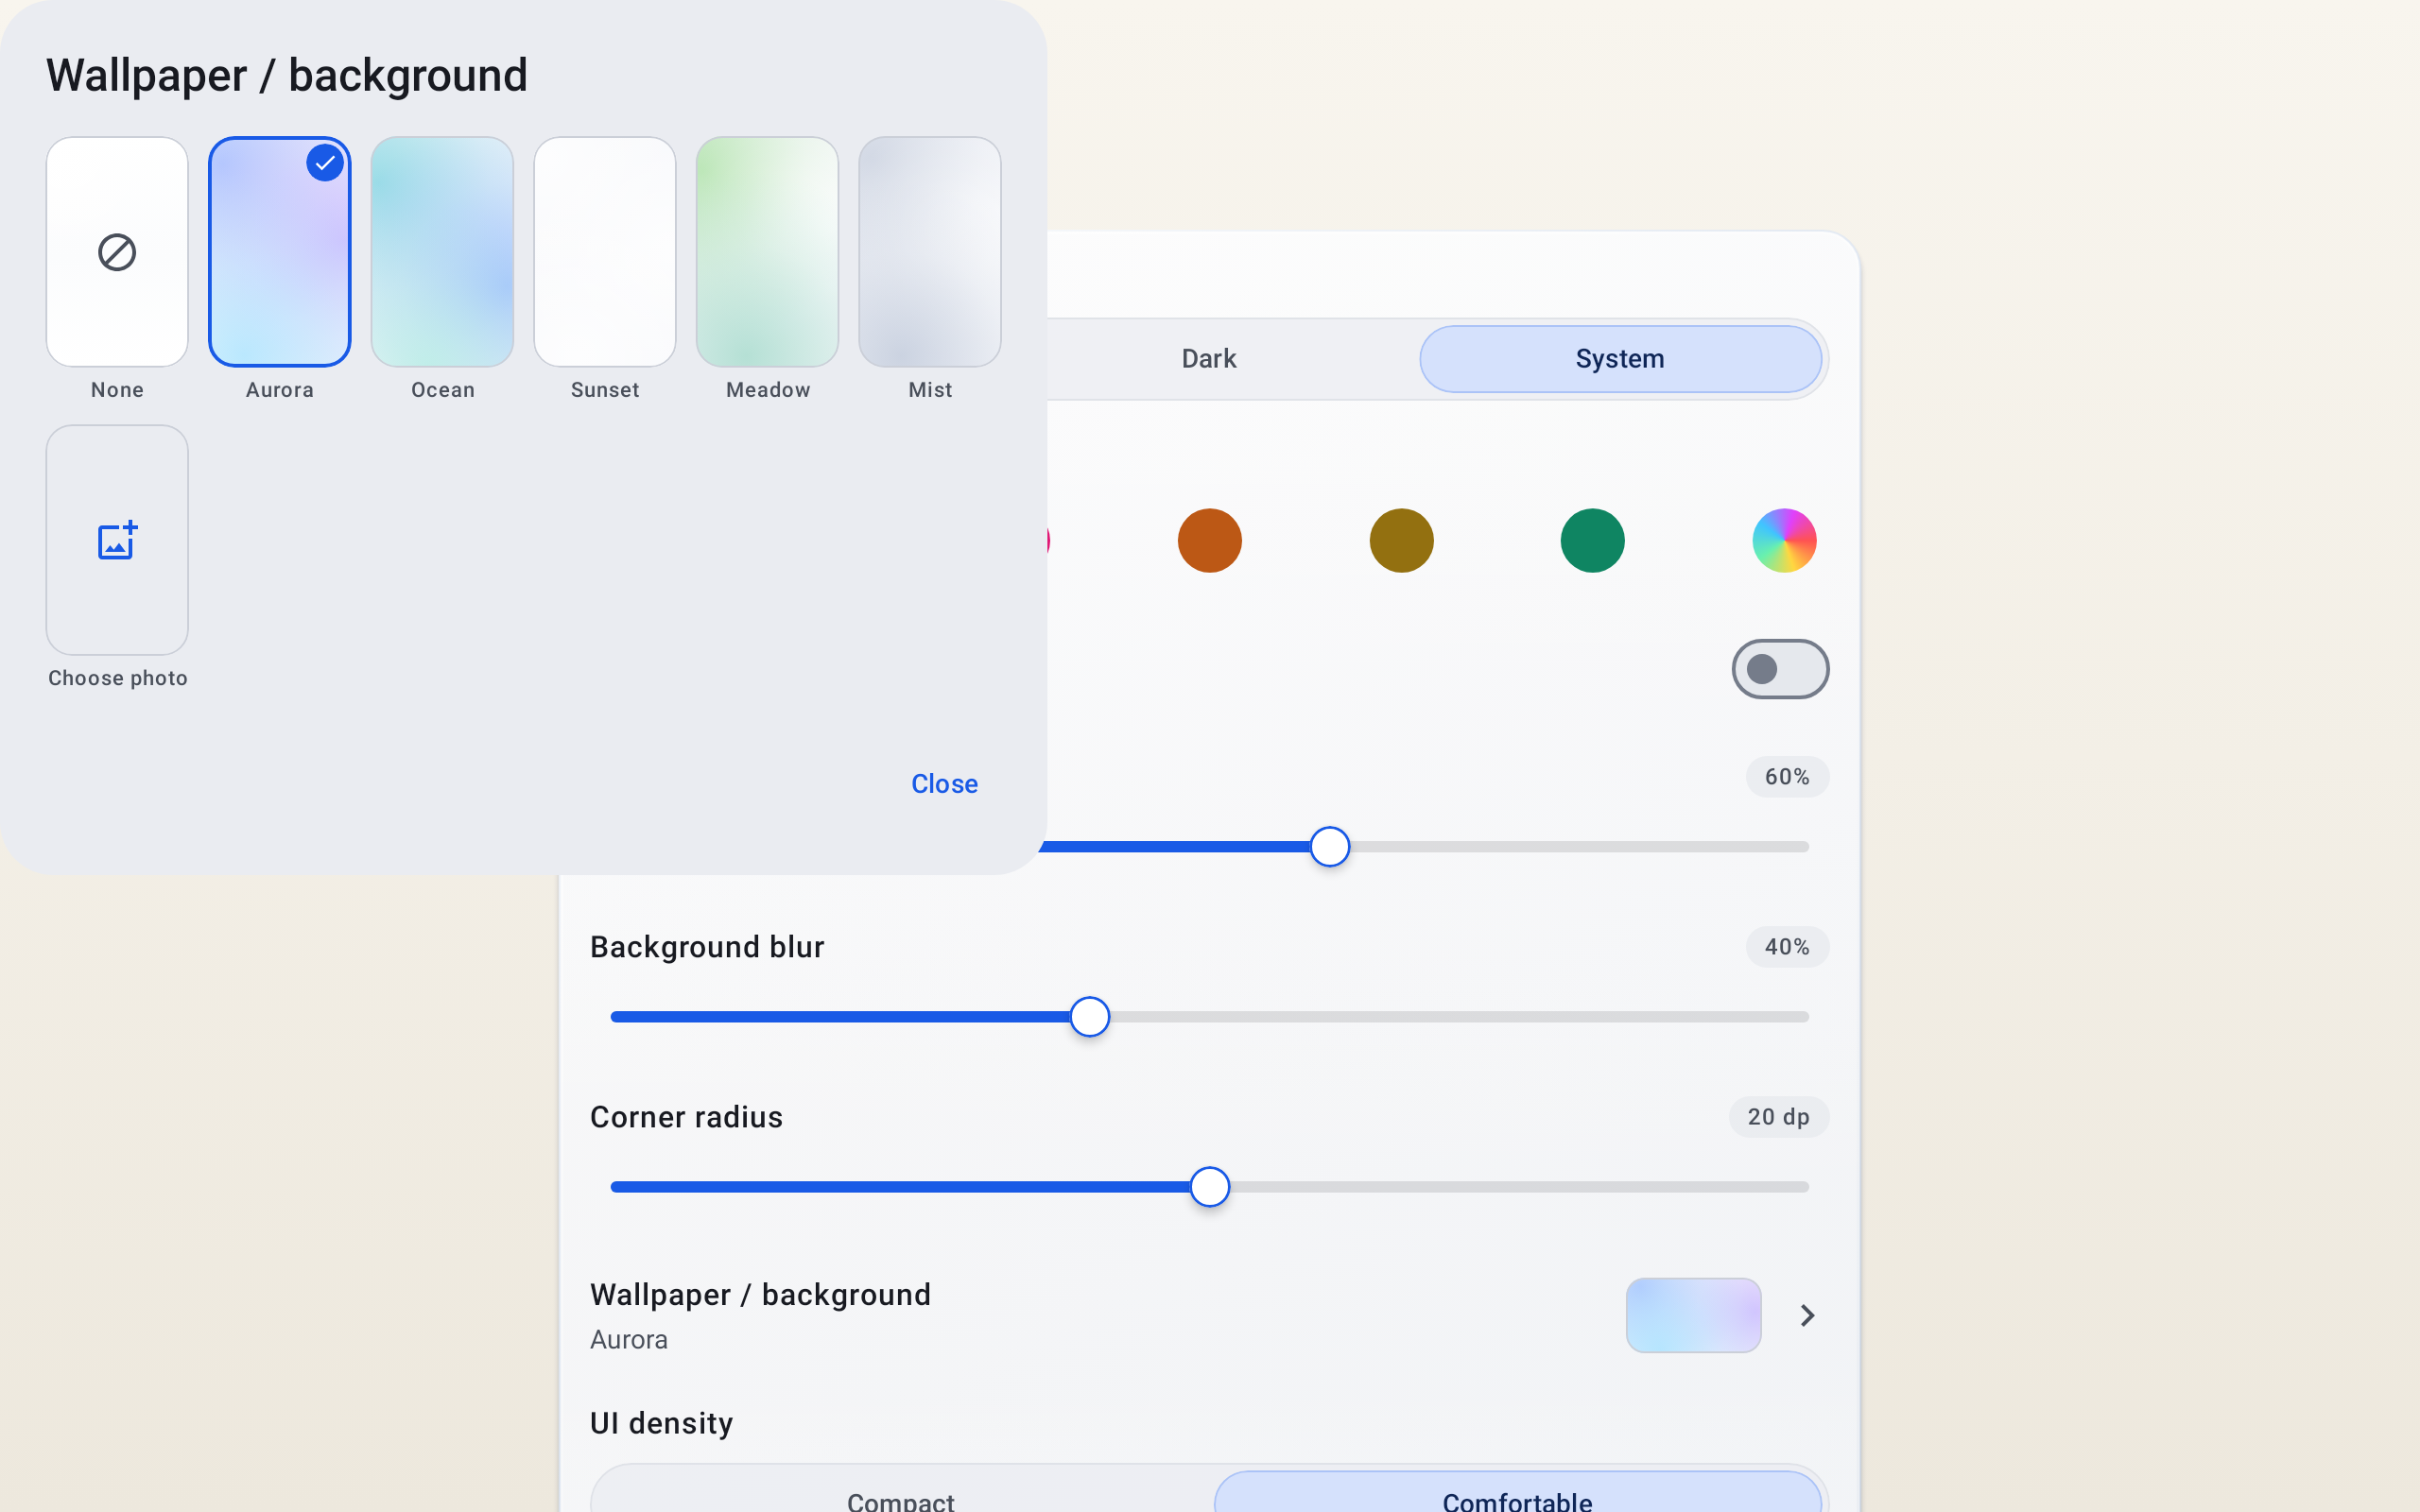 Wallpaper / background
None
Aurora
Ocean
Sunset
Meadow
Mist
Choose photo
Close
Dark
System
60%
Background blur
40%
Corner radius
20 dp
Wallpaper / background
Aurora
UI density
Compact
Comfortable